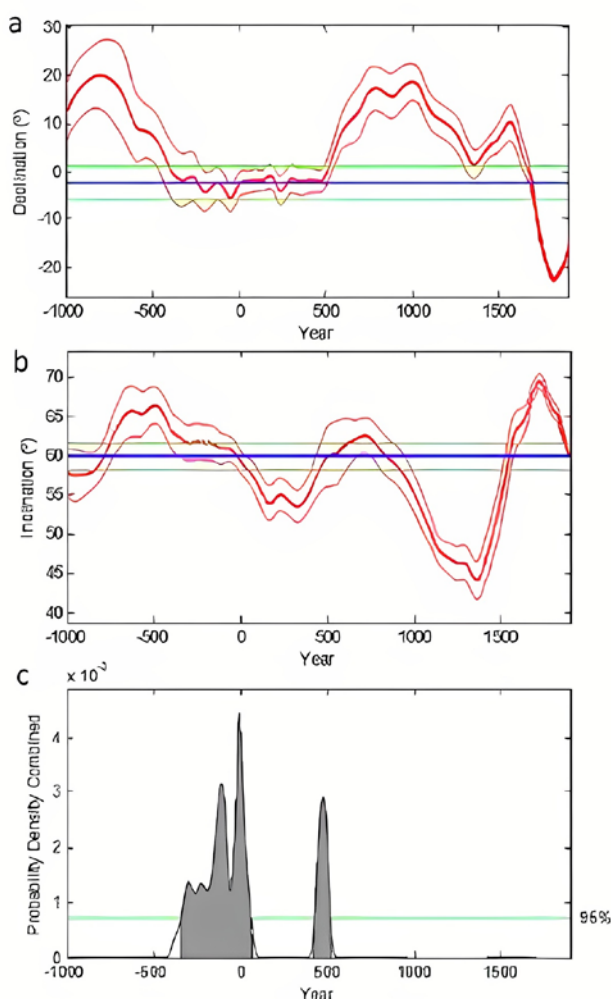 a
30
20
10
0
-10
-20
Declination (º)
-1000 -500 0 500 1000 1500
Year
b
70
65
60
55
50
45
40
Inclination (º)
-1000 -500 0 500 1000 1500
Year
c
x 10⁻³
4
3
2
1
0
Probability Density Combined
95%
-1000 -500 0 500 1000 1500
Year